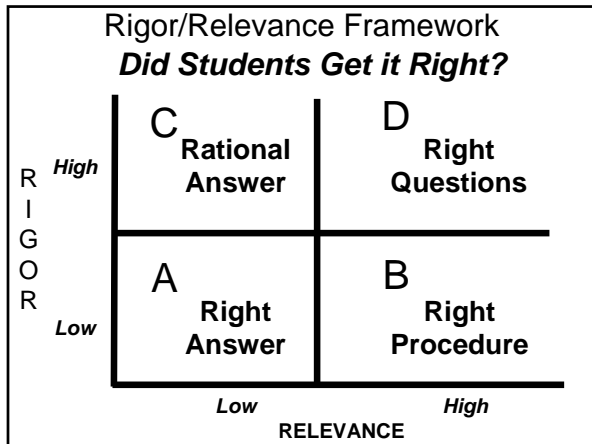 Rigor/Relevance Framework
Did Students Get it Right?
RIGOR
High
C
Rational
Answer
D
Right
Questions
Low
A
Right
Answer
B
Right
Procedure
Low
High
RELEVANCE